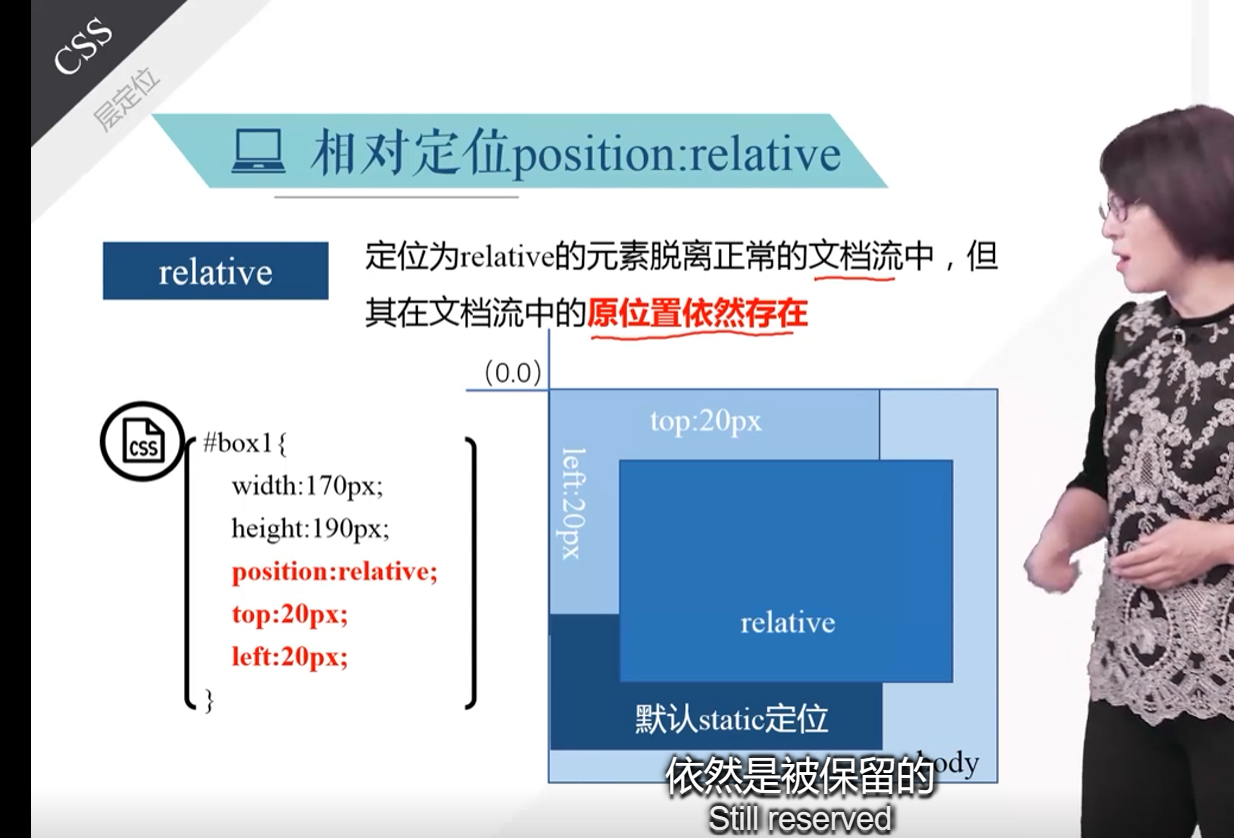 CSS
层定位
相对定位position:relative
relative
定位为relative的元素脱离正常的文档流中，但
其在文档流中的原位置依然存在
(0.0)
CSS
#box1{
width:170px;
height:190px;
position:relative;
top:20px;
left:20px;
}
top:20px
left:20px
relative
默认static定位
body
依然是被保留的
Still reserved